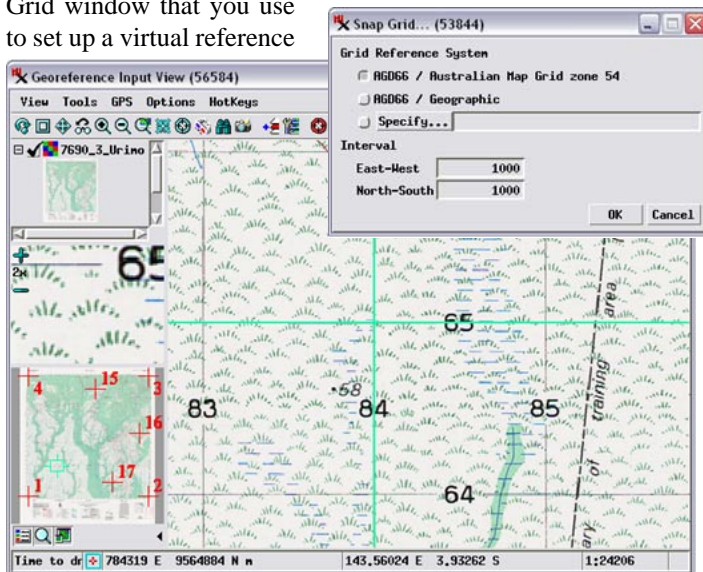 Grid window that you use
to set up a virtual reference
Snap Grid... (53844)
Grid Reference System
AGD66 / Australian Map Grid zone 54
AGD66 / Geographic
Specify...
Interval
East-West 1000
North-South 1000
OK Cancel
Georeference Input View (56584)
View Tools GPS Options HotKeys
7690_3_Urimo
2x
65
65
58
83 84 85
64
area
training
of
ary
4 15 3
16
17
1 2
Time to dr 784319 E 9564884 N m 143.56024 E 3.93262 S 1:24206